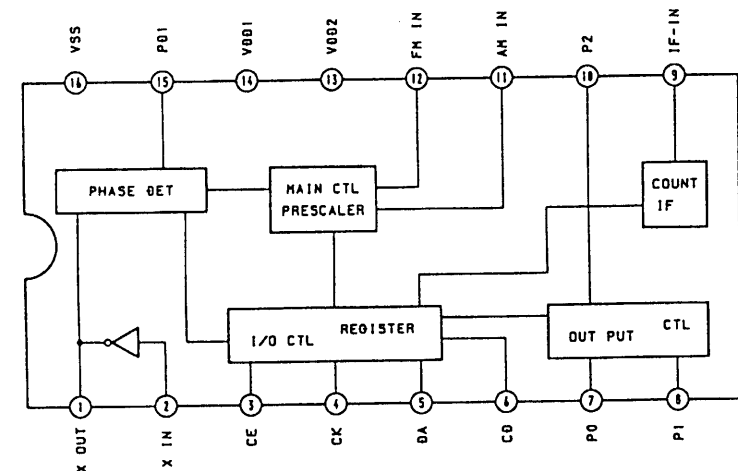 VSS
PD1
VDD1
VDD2
FM IN
AM IN
P2
IF-IN
16
15
14
13
12
11
10
9
PHASE DET
MAIN CTL
PRESCALER
COUNT
IF
I/O CTL
REGISTER
OUT PUT
CTL
1
2
3
4
5
6
7
8
X OUT
X IN
CE
CK
DA
CD
P0
P1